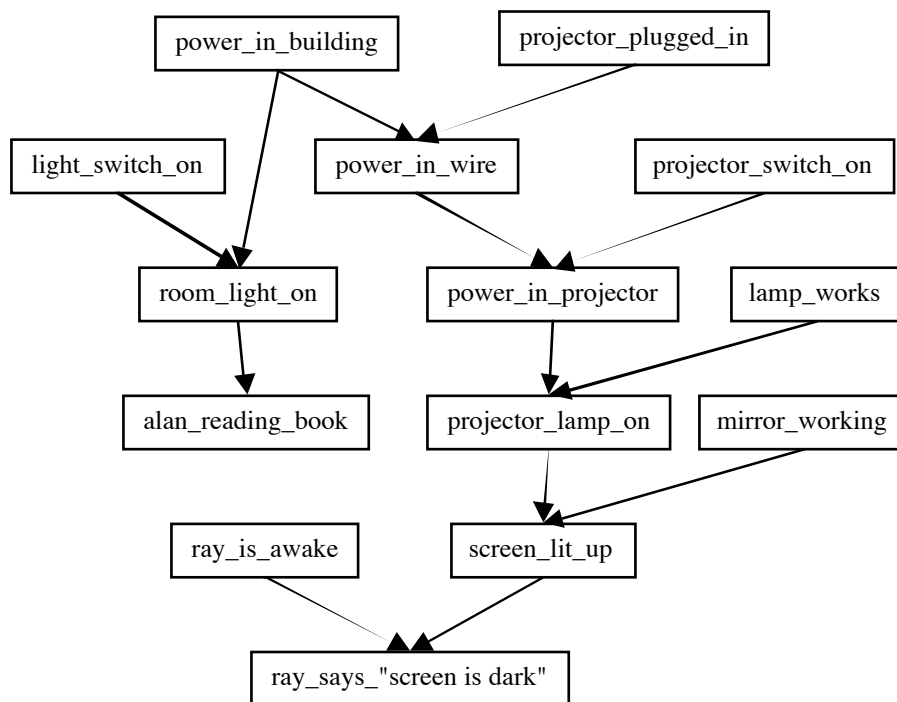 power_in_building
projector_plugged_in
light_switch_on
power_in_wire
projector_switch_on
room_light_on
power_in_projector
lamp_works
alan_reading_book
projector_lamp_on
mirror_working
ray_is_awake
screen_lit_up
ray_says_"screen is dark"